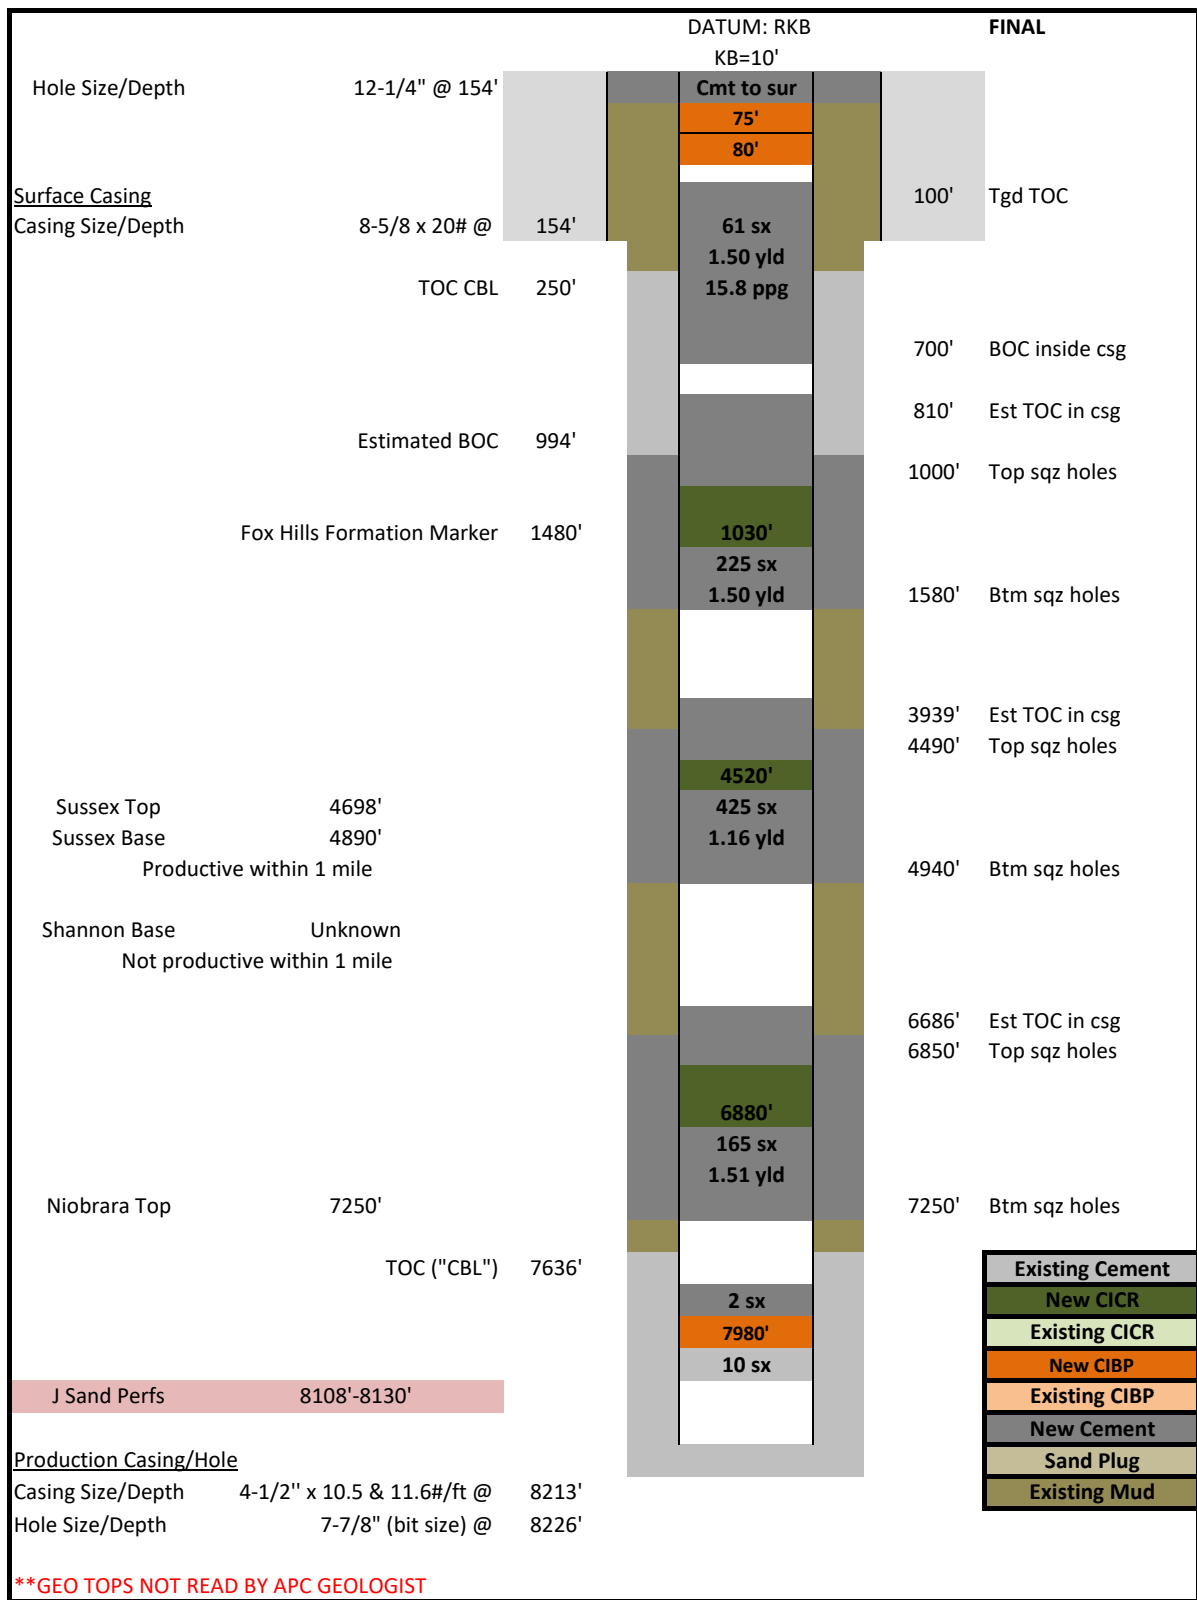 DATUM: RKB FINAL
KB=10'
Hole Size/Depth 12-1/4" @ 154' Cmt to sur
75'
80'
Surface Casing 100' Tgd TOC
Casing Size/Depth 8-5/8 x 20# @ 154' 61 sx
1.50 yld
TOC CBL 250' 15.8 ppg
700' BOC inside csg
810' Est TOC in csg
Estimated BOC 994'
1000' Top sqz holes
Fox Hills Formation Marker 1480' 1030'
225 sx
1.50 yld 1580' Btm sqz holes
3939' Est TOC in csg
4490' Top sqz holes
4520'
Sussex Top 4698' 425 sx
Sussex Base 4890' 1.16 yld
Productive within 1 mile 4940' Btm sqz holes
Shannon Base Unknown
Not productive within 1 mile
6686' Est TOC in csg
6850' Top sqz holes
6880'
165 sx
1.51 yld
Niobrara Top 7250' 7250' Btm sqz holes
TOC ("CBL") 7636' Existing Cement
2 sx New CICR
7980' Existing CICR
10 sx New CIBP
J Sand Perfs 8108'-8130' Existing CIBP
New Cement
Production Casing/Hole Sand Plug
Casing Size/Depth 4-1/2'' x 10.5 & 11.6#/ft @ 8213' Existing Mud
Hole Size/Depth 7-7/8" (bit size) @ 8226'
**GEO TOPS NOT READ BY APC GEOLOGIST